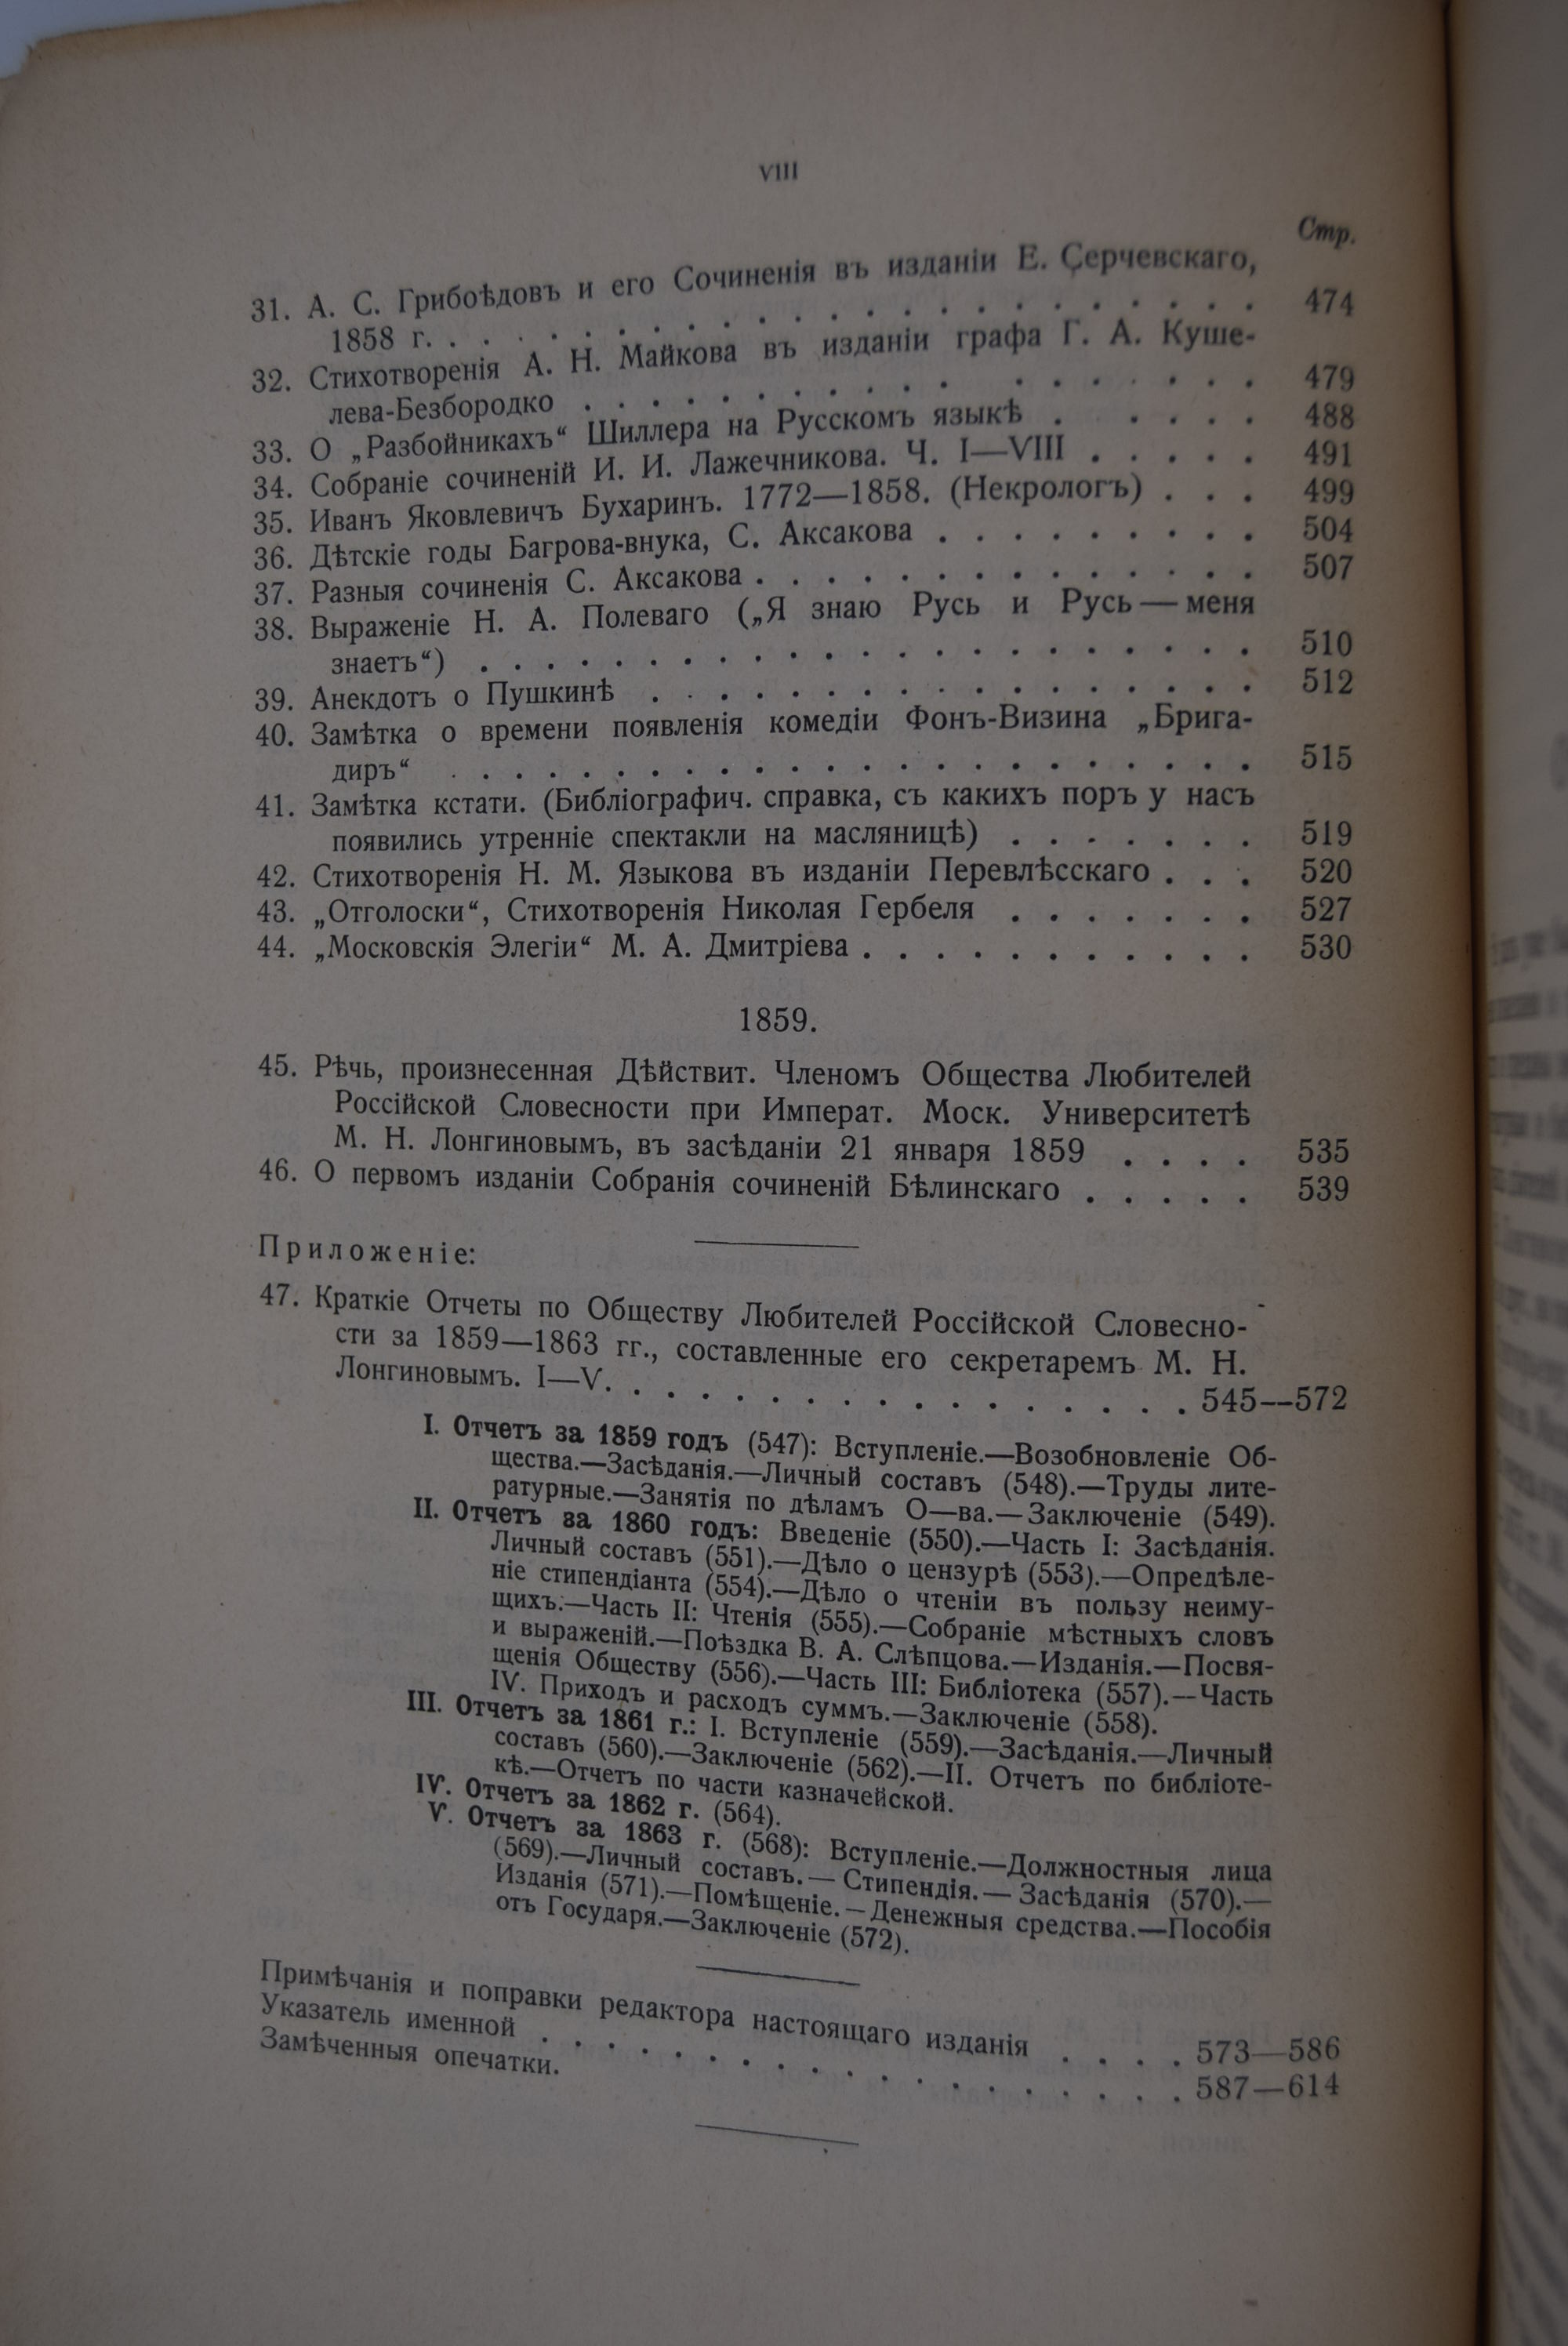 VIII
Стр.
31. А. С. Грибоѣдовъ и его Сочиненія въ изданіи Е. Серчевскаго,
1858 г. . . . . . . . . . . . . . . . . . . . . . . . 474
32. Стихотворенія А. Н. Майкова въ изданіи графа Г. А. Куше-
лева-Безбородко . . . . . . . . . . . . . . . . . . 479
33. О „Разбойникахъ“ Шиллера на Русскомъ языкѣ . . . . . 488
34. Собраніе сочиненій И. И. Лажечникова. Ч. I—VIII . . . . . 491
35. Иванъ Яковлевичъ Бухаринъ. 1772—1858. (Некрологъ) . . . 499
36. Дѣтскіе годы Багрова-внука, С. Аксакова . . . . . . . . . 504
37. Разныя сочиненія С. Аксакова . . . . . . . . . . . . . . 507
38. Выраженіе Н. А. Полеваго („Я знаю Русь и Русь — меня
знаетъ“) . . . . . . . . . . . . . . . . . . . . . . . 510
39. Анекдотъ о Пушкинѣ . . . . . . . . . . . . . . . . . 512
40. Замѣтка о времени появленія комедіи Фонъ-Визина „Брига-
диръ“ . . . . . . . . . . . . . . . . . . . . . . . . 515
41. Замѣтка кстати. (Библіографич. справка, съ какихъ поръ у насъ
появились утренніе спектакли на масляницѣ) . . . . . . . 519
42. Стихотворенія Н. М. Языкова въ изданіи Перевлѣсскаго . . . 520
43. „Отголоски“, Стихотворенія Николая Гербеля . . . . . . . 527
44. „Московскія Элегіи“ М. А. Дмитріева . . . . . . . . . . . 530
1859.
45. Рѣчь, произнесенная Дѣйствит. Членомъ Общества Любителей
Россійской Словесности при Императ. Моск. Университетѣ
М. Н. Лонгиновымъ, въ засѣданіи 21 января 1859 . . . . 535
46. О первомъ изданіи Собранія сочиненій Бѣлинскаго . . . . . 539
Приложеніе:
47. Краткіе Отчеты по Обществу Любителей Россійской Словесно-
сти за 1859—1863 гг., составленные его секретаремъ М. Н.
Лонгиновымъ. I—V. . . . . . . . . . . . . . . . . . 545—572
I. Отчетъ за 1859 годъ (547): Вступленіе.—Возобновленіе Об-
щества.—Засѣданія.—Личный составъ (548).—Труды лите-
ратурные.—Занятія по дѣламъ О—ва.—Заключеніе (549).
II. Отчетъ за 1860 годъ: Введеніе (550).—Часть I: Засѣданія.
Личный составъ (551).—Дѣло о цензурѣ (553).—Опредѣле-
ніе стипендіанта (554).—Дѣло о чтеніи въ пользу неиму-
щихъ.—Часть II: Чтенія (555).—Собраніе мѣстныхъ словъ
и выраженій.—Поѣздка В. А. Слѣпцова.—Изданія.—Посвя-
щенія Обществу (556).—Часть III: Библіотека (557).—Часть
IV. Приходъ и расходъ суммъ.—Заключеніе (558).
III. Отчетъ за 1861 г.: I. Вступленіе (559).—Засѣданія.—Личный
составъ (560).—Заключеніе (562).—II. Отчетъ по библіоте-
кѣ.—Отчетъ по части казначейской.
IV. Отчетъ за 1862 г. (564).
V. Отчетъ за 1863 г. (568): Вступленіе.—Должностныя лица
(569).—Личный составъ.—Стипендія.—Засѣданія (570).—
Изданія (571).—Помѣщеніе.—Денежныя средства.—Пособія
отъ Государя.—Заключеніе (572).
Примѣчанія и поправки редактора настоящаго изданія . . . . 573—586
Указатель именной . . . . . . . . . . . . . . . . . . . 587—614
Замѣченныя опечатки.